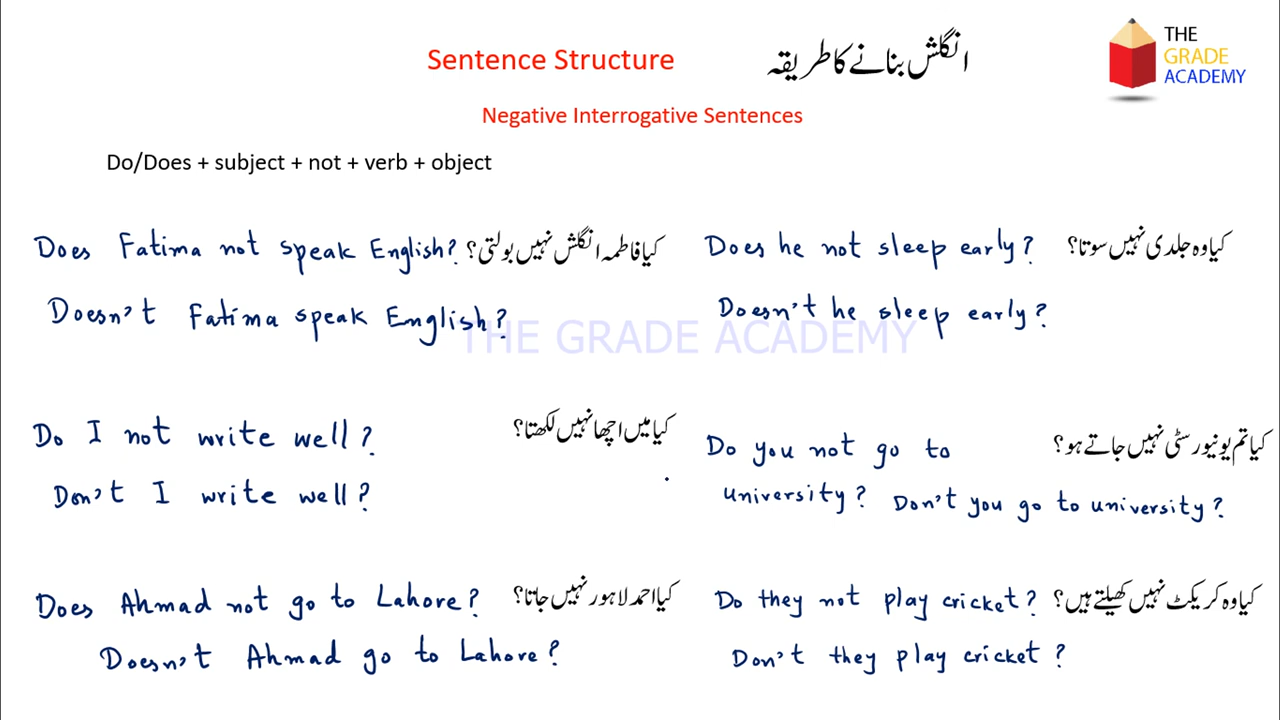 Sentence Structure
انگلش بنانے کا طریقہ
THE
GRADE
ACADEMY
Negative Interrogative Sentences
Do/Does + subject + not + verb + object
Does Fatima not speak English?
کیا فاطمہ انگلش نہیں بولتی؟
Doesn't Fatima speak English?
Does he not sleep early?
کیا وہ جلدی نہیں سوتا؟
Doesn't he sleep early?
THE GRADE ACADEMY
Do I not write well?
کیا میں اچھا نہیں لکھتا؟
Don't I write well?
Do you not go to
کیا تم یونیورسٹی نہیں جاتے ہو؟
university? Don't you go to university?
Does Ahmad not go to Lahore?
کیا احمد لاہور نہیں جاتا؟
Doesn't Ahmad go to Lahore?
Do they not play cricket?
کیا وہ کریکٹ نہیں کھیلتے ہیں؟
Don't they play cricket?